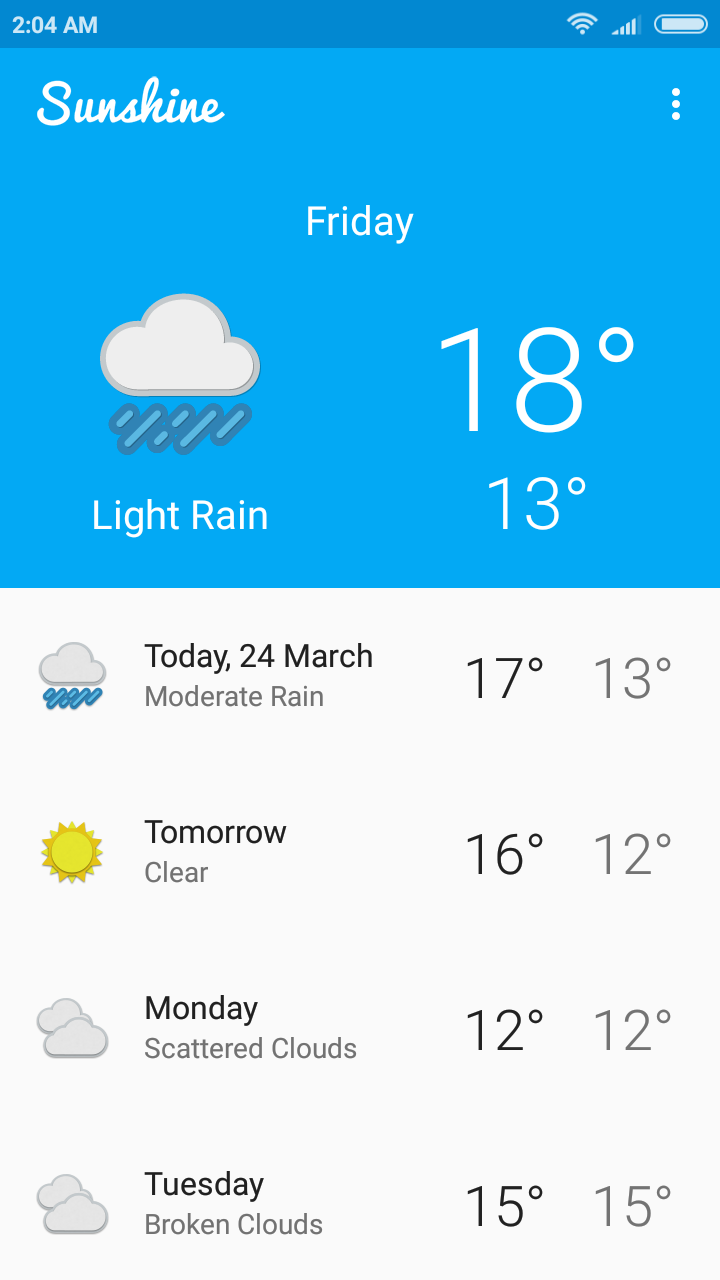 2:04 AM
Sunshine
Friday
18°
13°
Light Rain
Today, 24 March
Moderate Rain
17° 13°
Tomorrow
Clear
16° 12°
Monday
Scattered Clouds
12° 12°
Tuesday
Broken Clouds
15° 15°